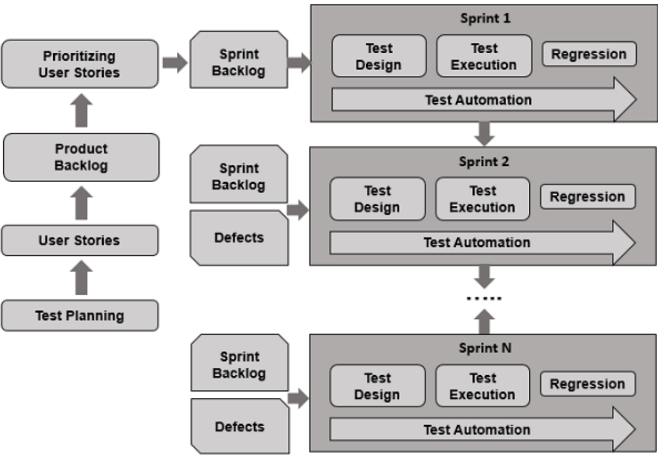 Prioritizing
User Stories
Product
Backlog
User Stories
Test Planning
Sprint
Backlog
Sprint 1
Test
Design
Test
Execution
Regression
Test Automation
Sprint
Backlog
Defects
Sprint 2
Test
Design
Test
Execution
Regression
Test Automation
.....
Sprint
Backlog
Defects
Sprint N
Test
Design
Test
Execution
Regression
Test Automation